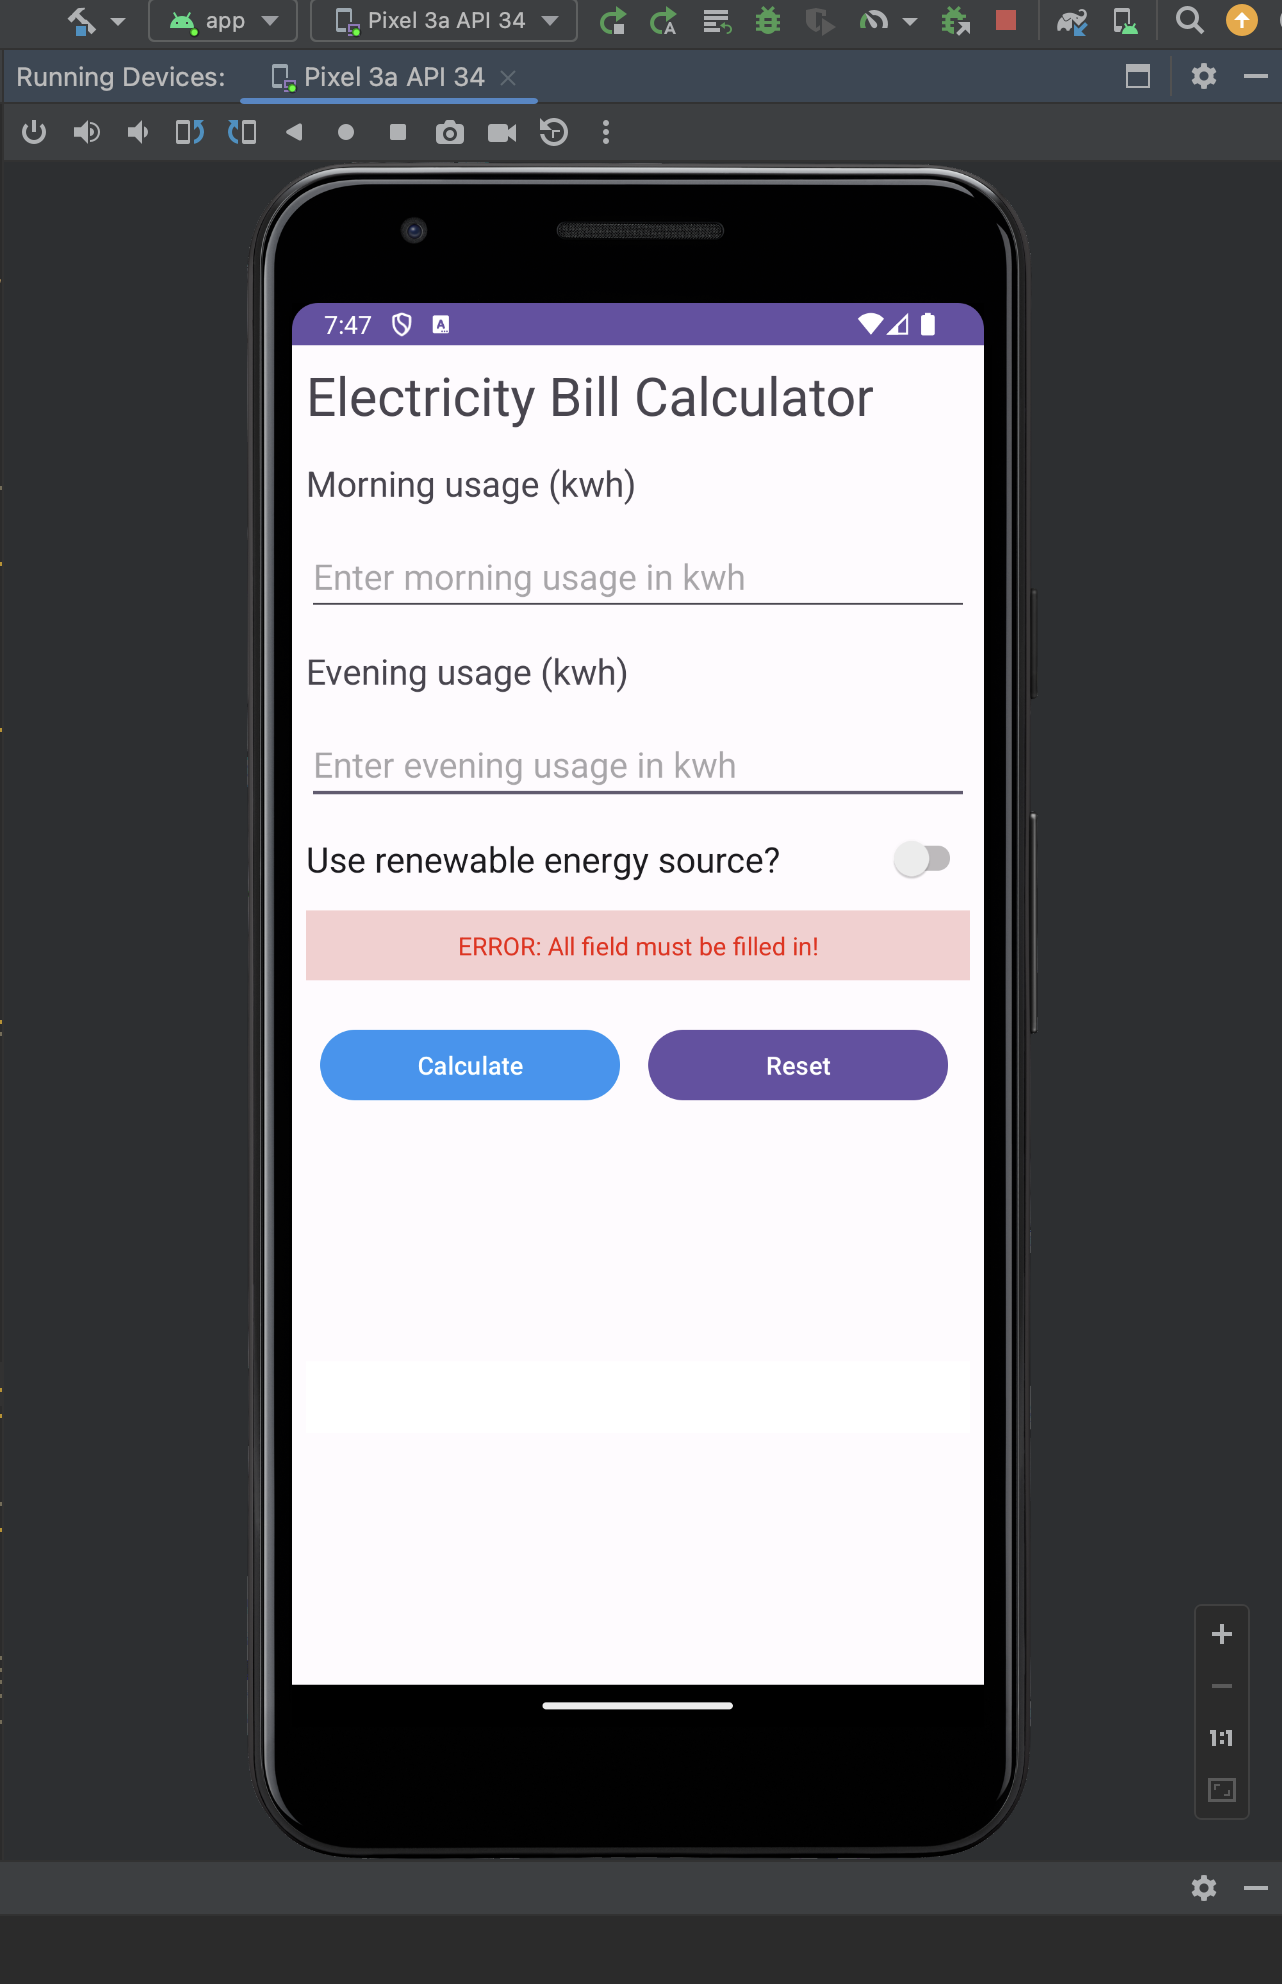 app
Pixel 3a API 34
Running Devices:
Pixel 3a API 34
7:47
A
Electricity Bill Calculator
Morning usage (kwh)
Enter morning usage in kwh
Evening usage (kwh)
Enter evening usage in kwh
Use renewable energy source?
ERROR: All field must be filled in!
Calculate
Reset
1:1